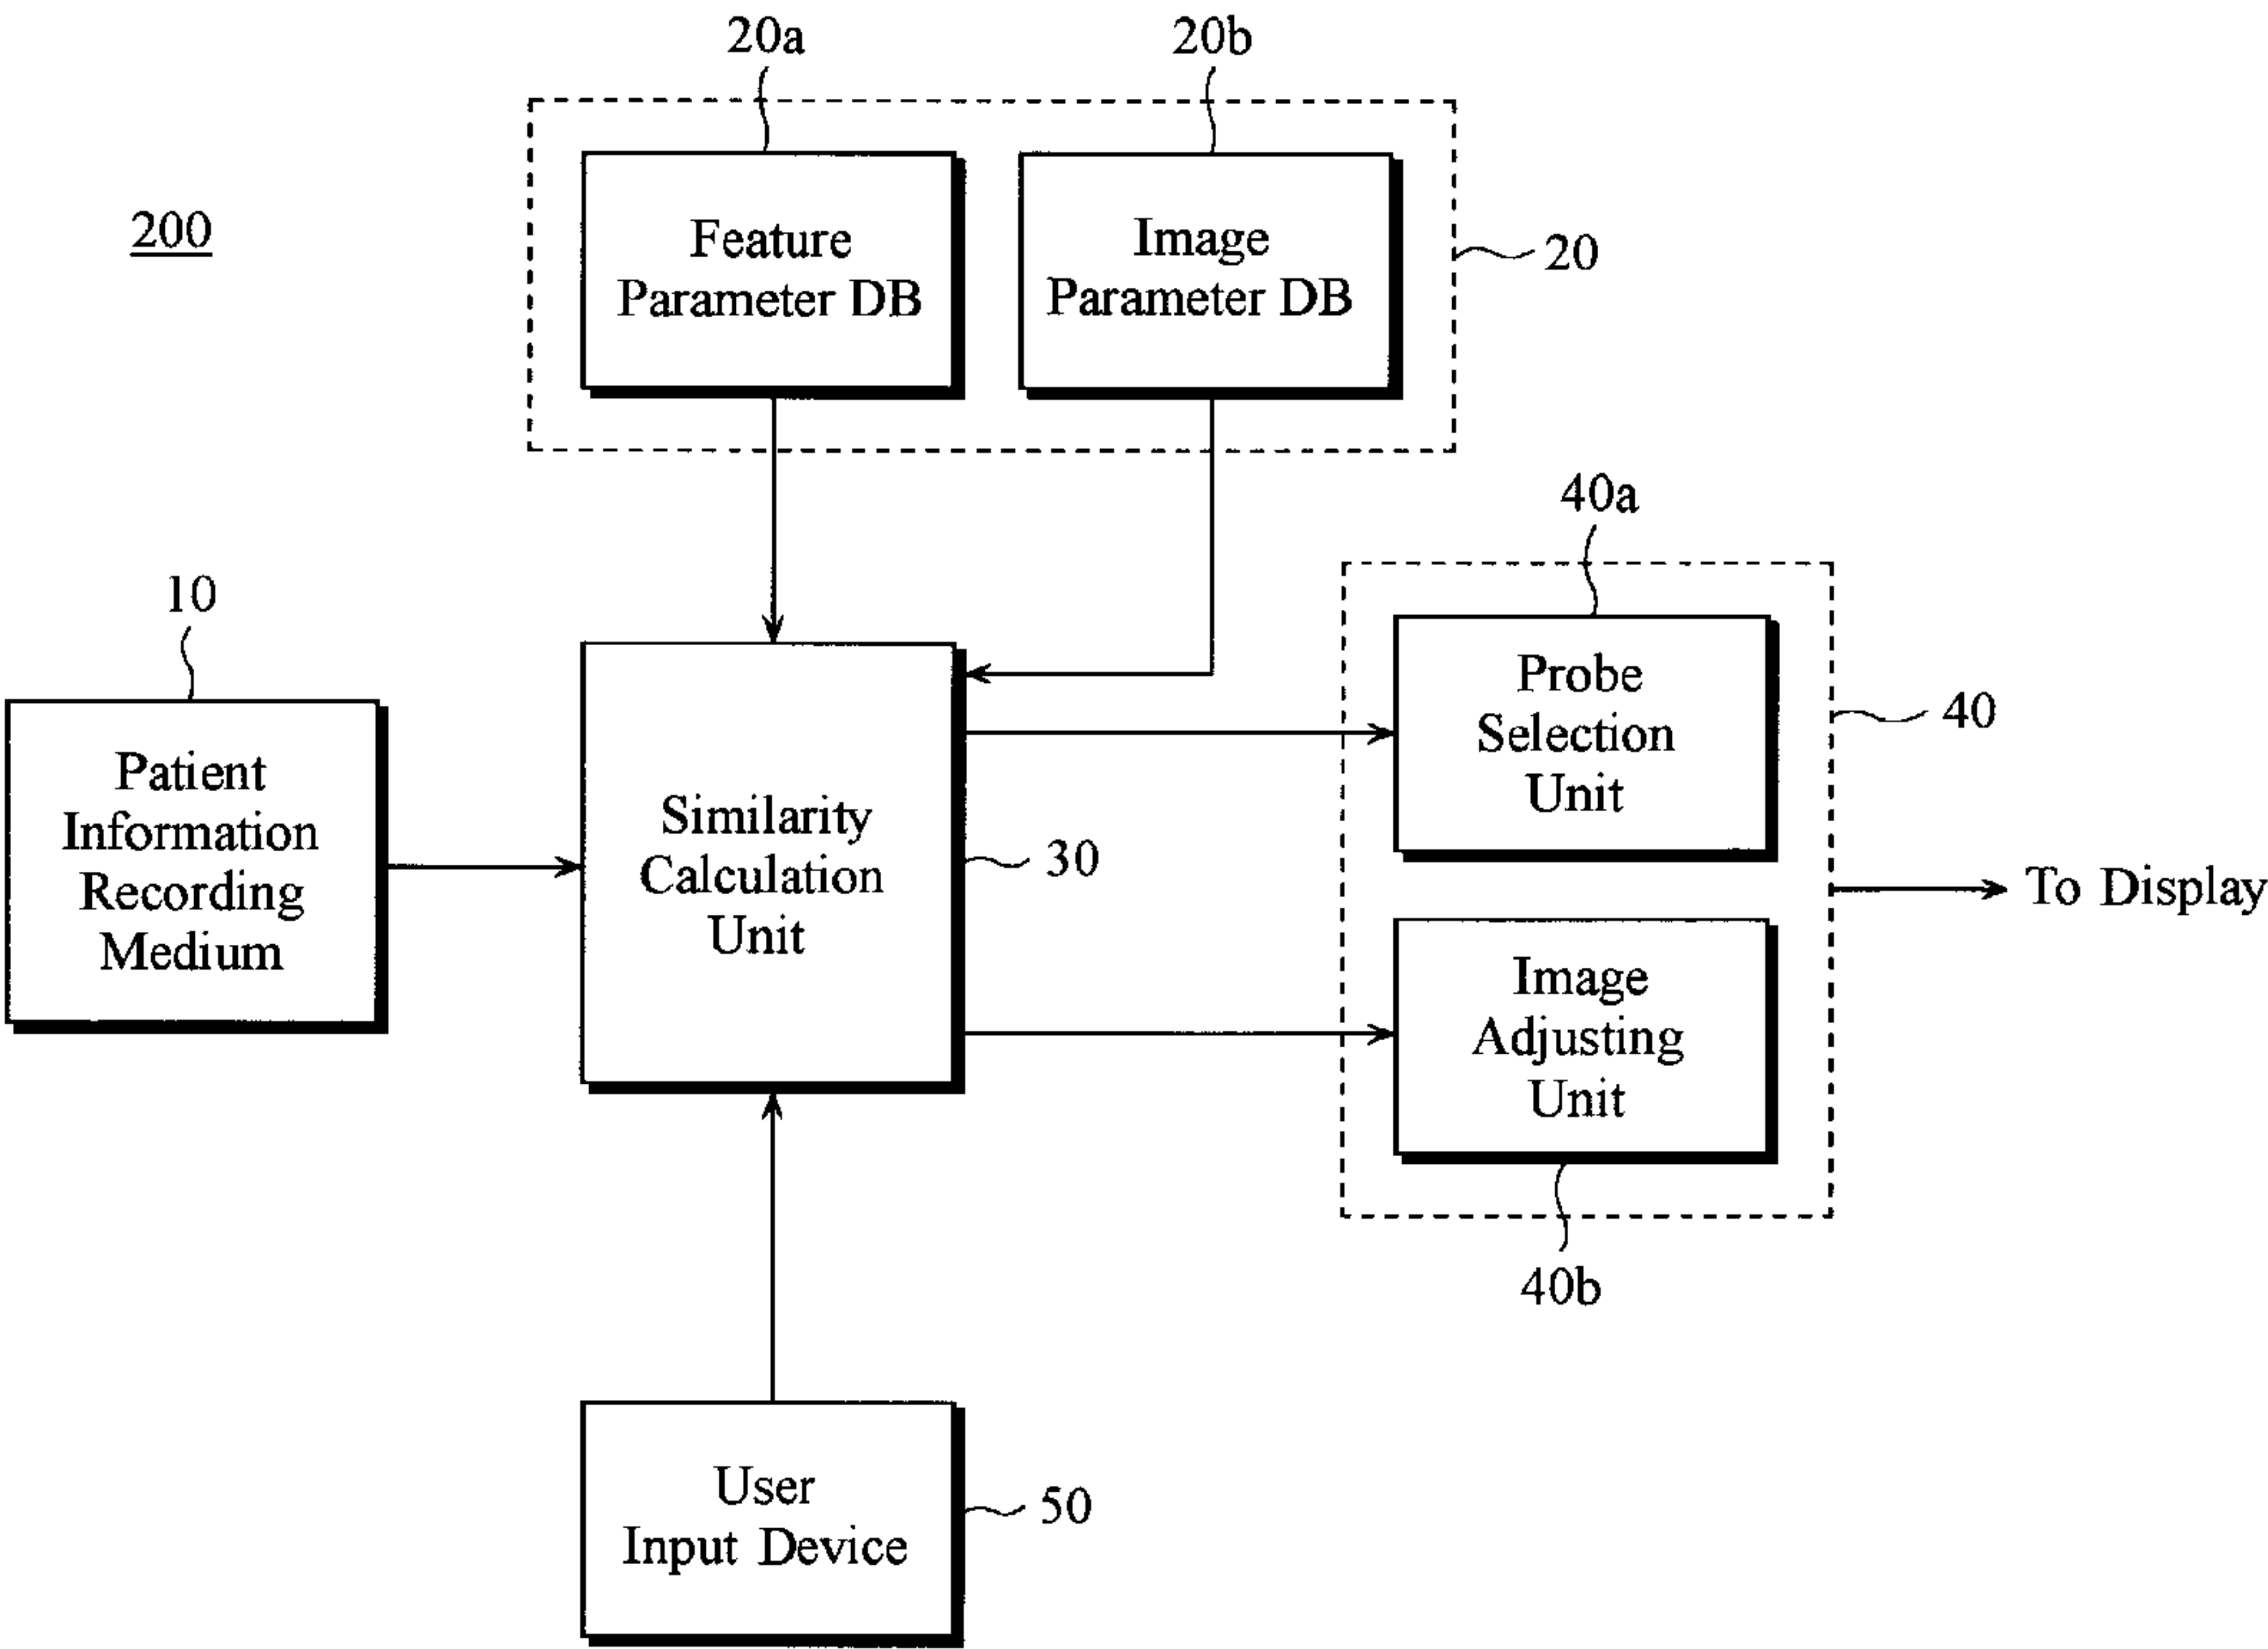 20a
20b
200
Feature
Parameter DB
Image
Parameter DB
20
40a
10
Probe
Selection
Unit
40
Patient
Information
Recording
Medium
Similarity
Calculation
Unit
30
To Display
Image
Adjusting
Unit
40b
User
Input Device
50